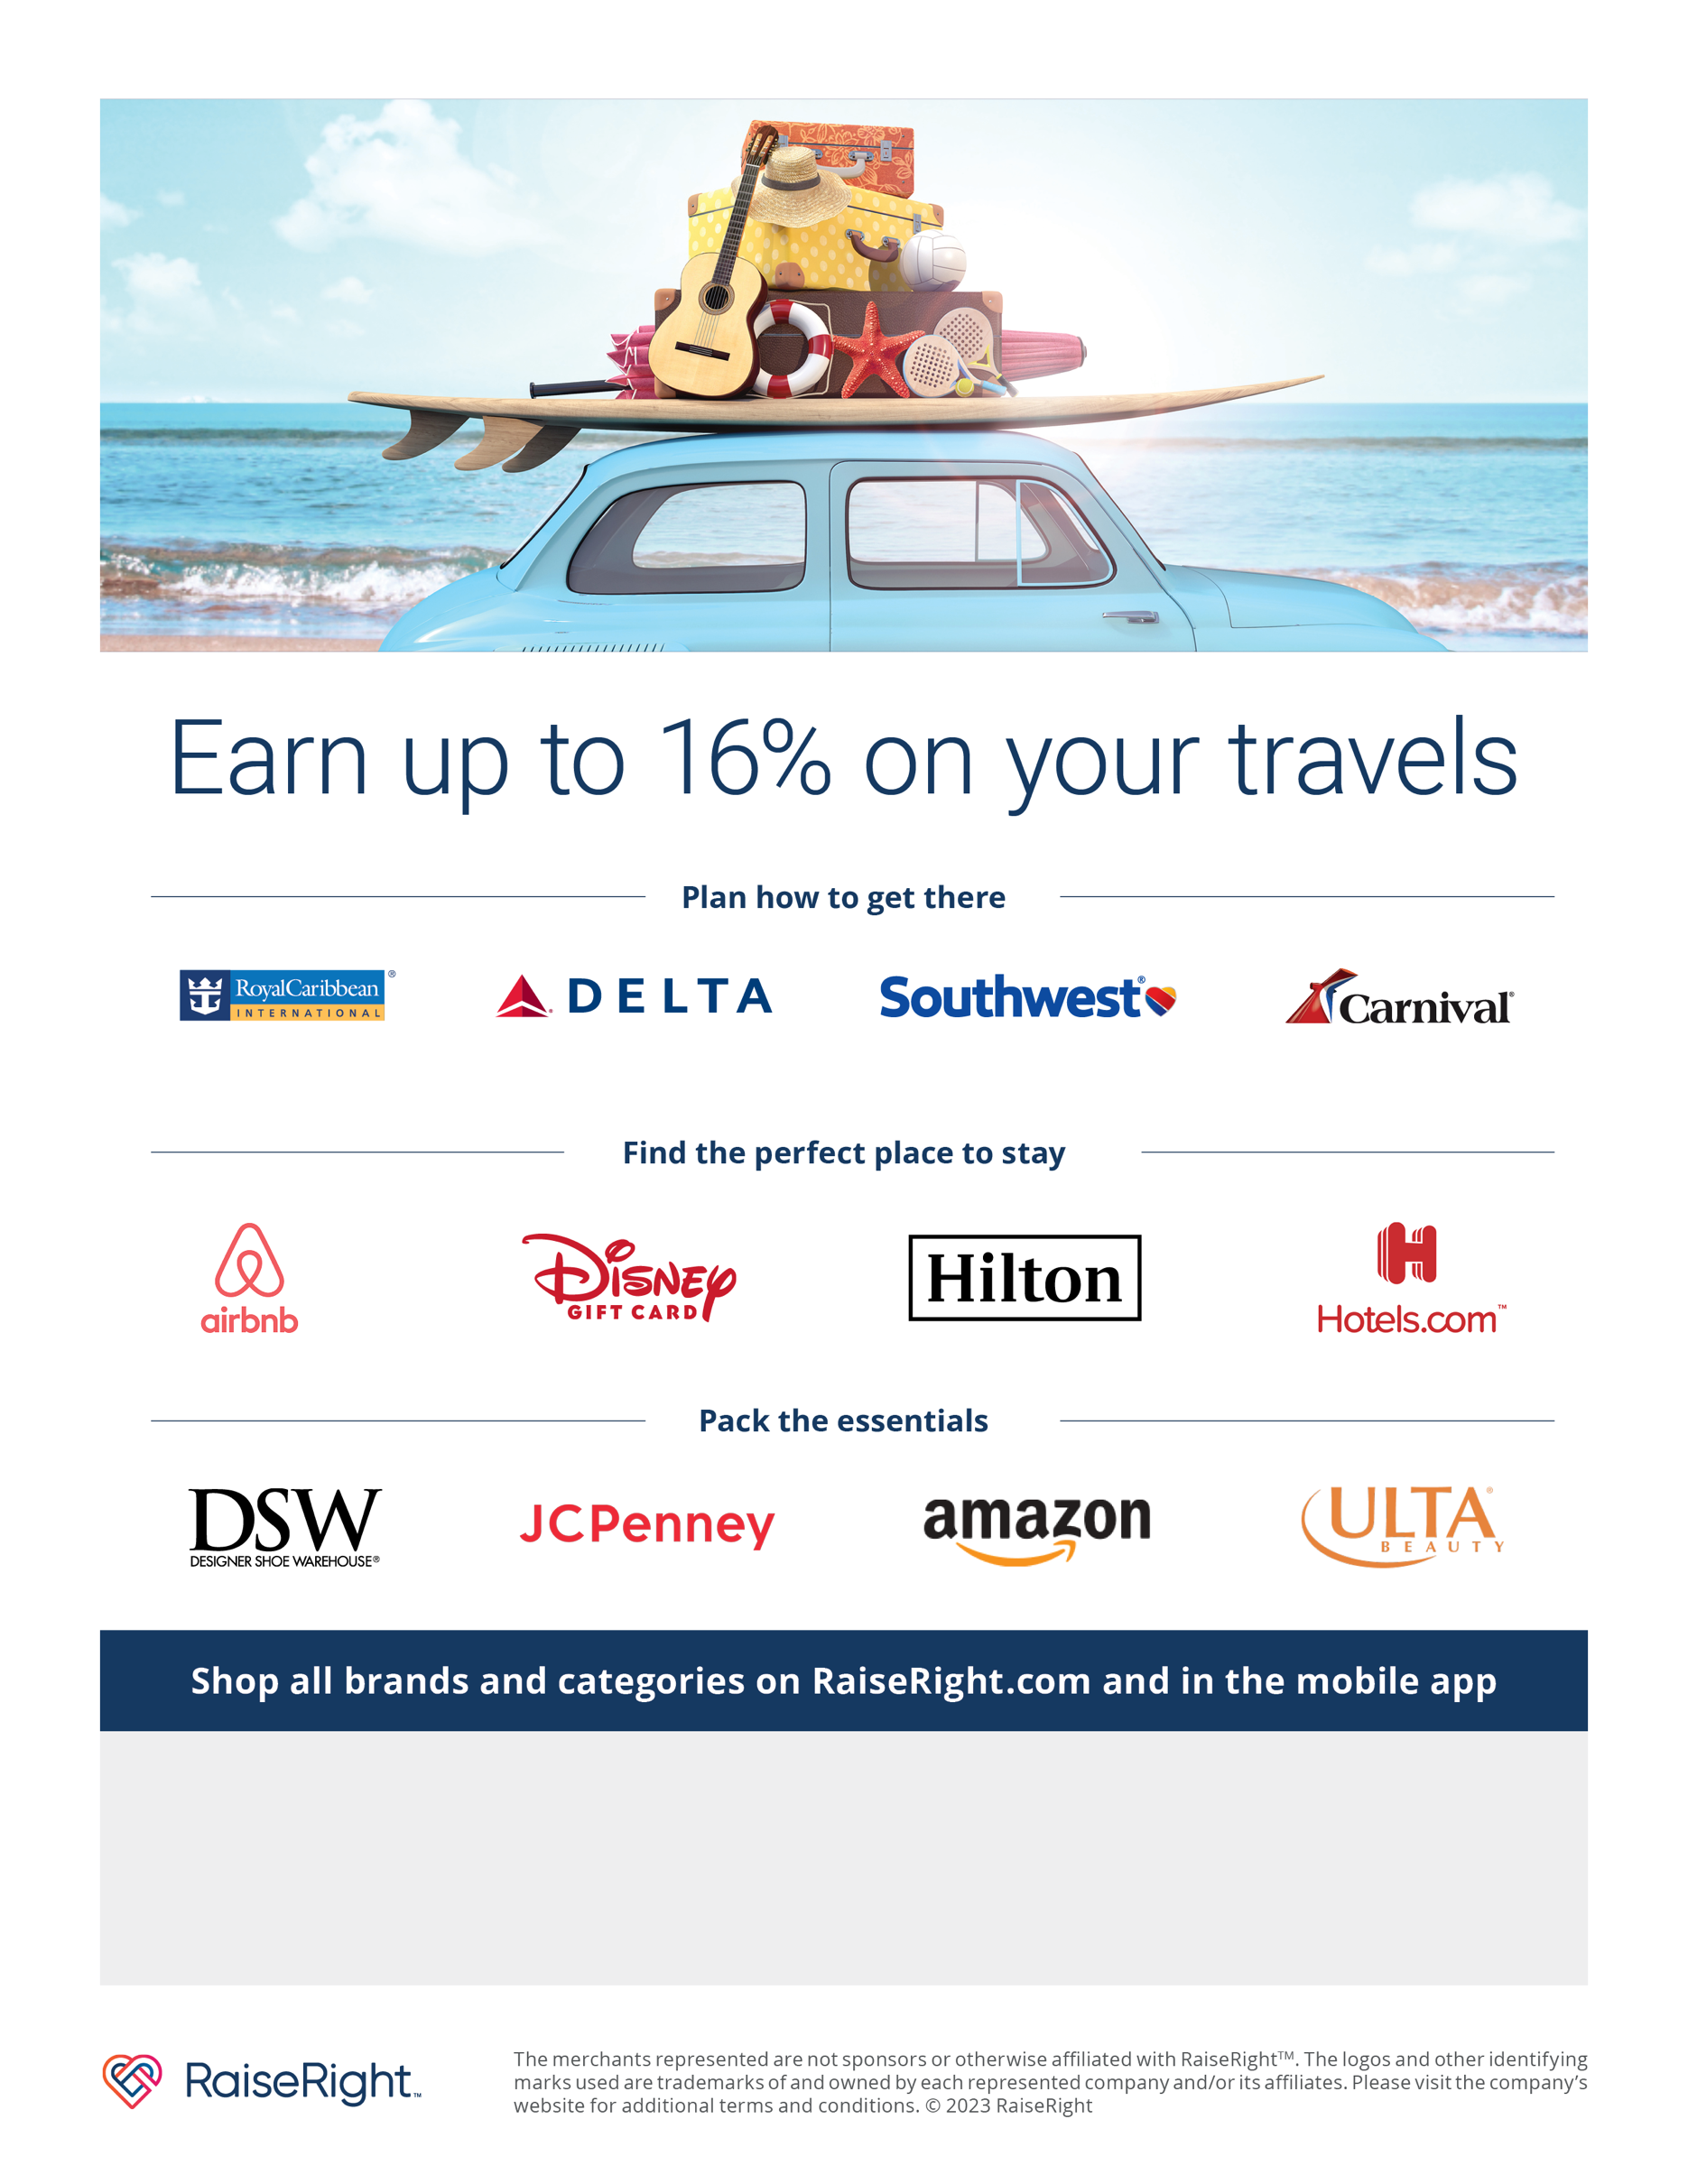 Earn up to 16% on your travels
Plan how to get there
RoyalCaribbean®
INTERNATIONAL
DELTA
Southwest®
Carnival®
Find the perfect place to stay
airbnb
Disney
GIFT CARD
Hilton
Hotels.com™
Pack the essentials
DSW
DESIGNER SHOE WAREHOUSE®
JCPenney
amazon
ULTA®
BEAUTY
Shop all brands and categories on RaiseRight.com and in the mobile app
RaiseRight™
The merchants represented are not sponsors or otherwise affiliated with RaiseRight™. The logos and other identifying
marks used are trademarks of and owned by each represented company and/or its affiliates. Please visit the company’s
website for additional terms and conditions. © 2023 RaiseRight